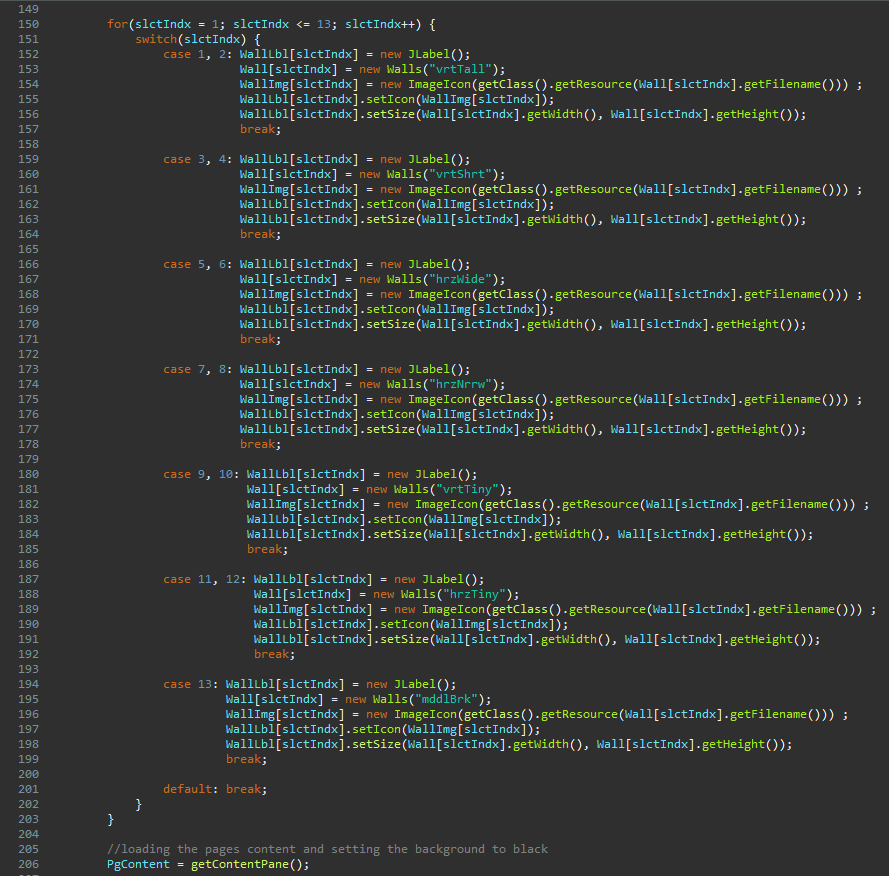 149
150 for(slctIndx = 1; slctIndx <= 13; slctIndx++) {
151 switch(slctIndx) {
152 case 1, 2: WallLbl[slctIndx] = new JLabel();
153 Wall[slctIndx] = new Walls("vrtTall");
154 WallImg[slctIndx] = new ImageIcon(getClass().getResource(Wall[slctIndx].getFilename())) ;
155 WallLbl[slctIndx].setIcon(WallImg[slctIndx]);
156 WallLbl[slctIndx].setSize(Wall[slctIndx].getWidth(), Wall[slctIndx].getHeight());
157 break;
158
159 case 3, 4: WallLbl[slctIndx] = new JLabel();
160 Wall[slctIndx] = new Walls("vrtShrt");
161 WallImg[slctIndx] = new ImageIcon(getClass().getResource(Wall[slctIndx].getFilename())) ;
162 WallLbl[slctIndx].setIcon(WallImg[slctIndx]);
163 WallLbl[slctIndx].setSize(Wall[slctIndx].getWidth(), Wall[slctIndx].getHeight());
164 break;
165
166 case 5, 6: WallLbl[slctIndx] = new JLabel();
167 Wall[slctIndx] = new Walls("hrzWide");
168 WallImg[slctIndx] = new ImageIcon(getClass().getResource(Wall[slctIndx].getFilename())) ;
169 WallLbl[slctIndx].setIcon(WallImg[slctIndx]);
170 WallLbl[slctIndx].setSize(Wall[slctIndx].getWidth(), Wall[slctIndx].getHeight());
171 break;
172
173 case 7, 8: WallLbl[slctIndx] = new JLabel();
174 Wall[slctIndx] = new Walls("hrzNrrw");
175 WallImg[slctIndx] = new ImageIcon(getClass().getResource(Wall[slctIndx].getFilename())) ;
176 WallLbl[slctIndx].setIcon(WallImg[slctIndx]);
177 WallLbl[slctIndx].setSize(Wall[slctIndx].getWidth(), Wall[slctIndx].getHeight());
178 break;
179
180 case 9, 10: WallLbl[slctIndx] = new JLabel();
181 Wall[slctIndx] = new Walls("vrtTiny");
182 WallImg[slctIndx] = new ImageIcon(getClass().getResource(Wall[slctIndx].getFilename())) ;
183 WallLbl[slctIndx].setIcon(WallImg[slctIndx]);
184 WallLbl[slctIndx].setSize(Wall[slctIndx].getWidth(), Wall[slctIndx].getHeight());
185 break;
186
187 case 11, 12: WallLbl[slctIndx] = new JLabel();
188 Wall[slctIndx] = new Walls("hrzTiny");
189 WallImg[slctIndx] = new ImageIcon(getClass().getResource(Wall[slctIndx].getFilename())) ;
190 WallLbl[slctIndx].setIcon(WallImg[slctIndx]);
191 WallLbl[slctIndx].setSize(Wall[slctIndx].getWidth(), Wall[slctIndx].getHeight());
192 break;
193
194 case 13: WallLbl[slctIndx] = new JLabel();
195 Wall[slctIndx] = new Walls("mddlBrk");
196 WallImg[slctIndx] = new ImageIcon(getClass().getResource(Wall[slctIndx].getFilename())) ;
197 WallLbl[slctIndx].setIcon(WallImg[slctIndx]);
198 WallLbl[slctIndx].setSize(Wall[slctIndx].getWidth(), Wall[slctIndx].getHeight());
199 break;
200
201 default: break;
202 }
203 }
204
205 //loading the pages content and setting the background to black
206 PgContent = getContentPane();